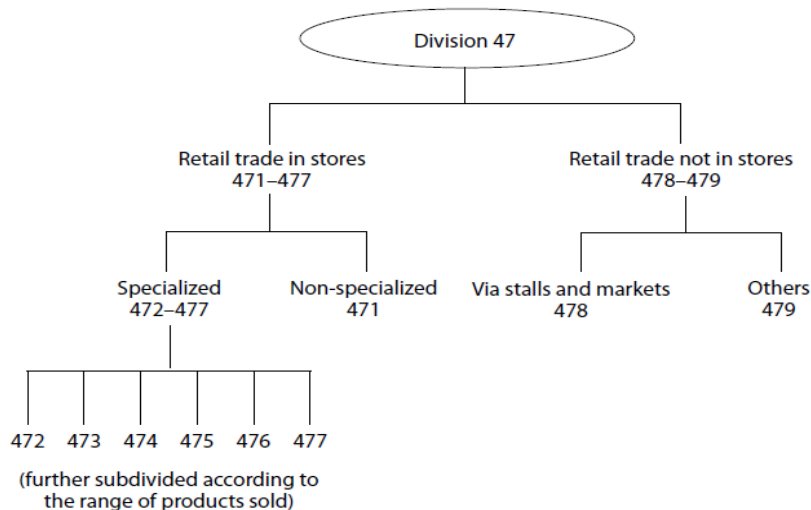 Division 47
Retail trade in stores
471–477
Retail trade not in stores
478–479
Specialized
472–477
Non-specialized
471
Via stalls and markets
478
Others
479
472 473 474 475 476 477
(further subdivided according to
the range of products sold)